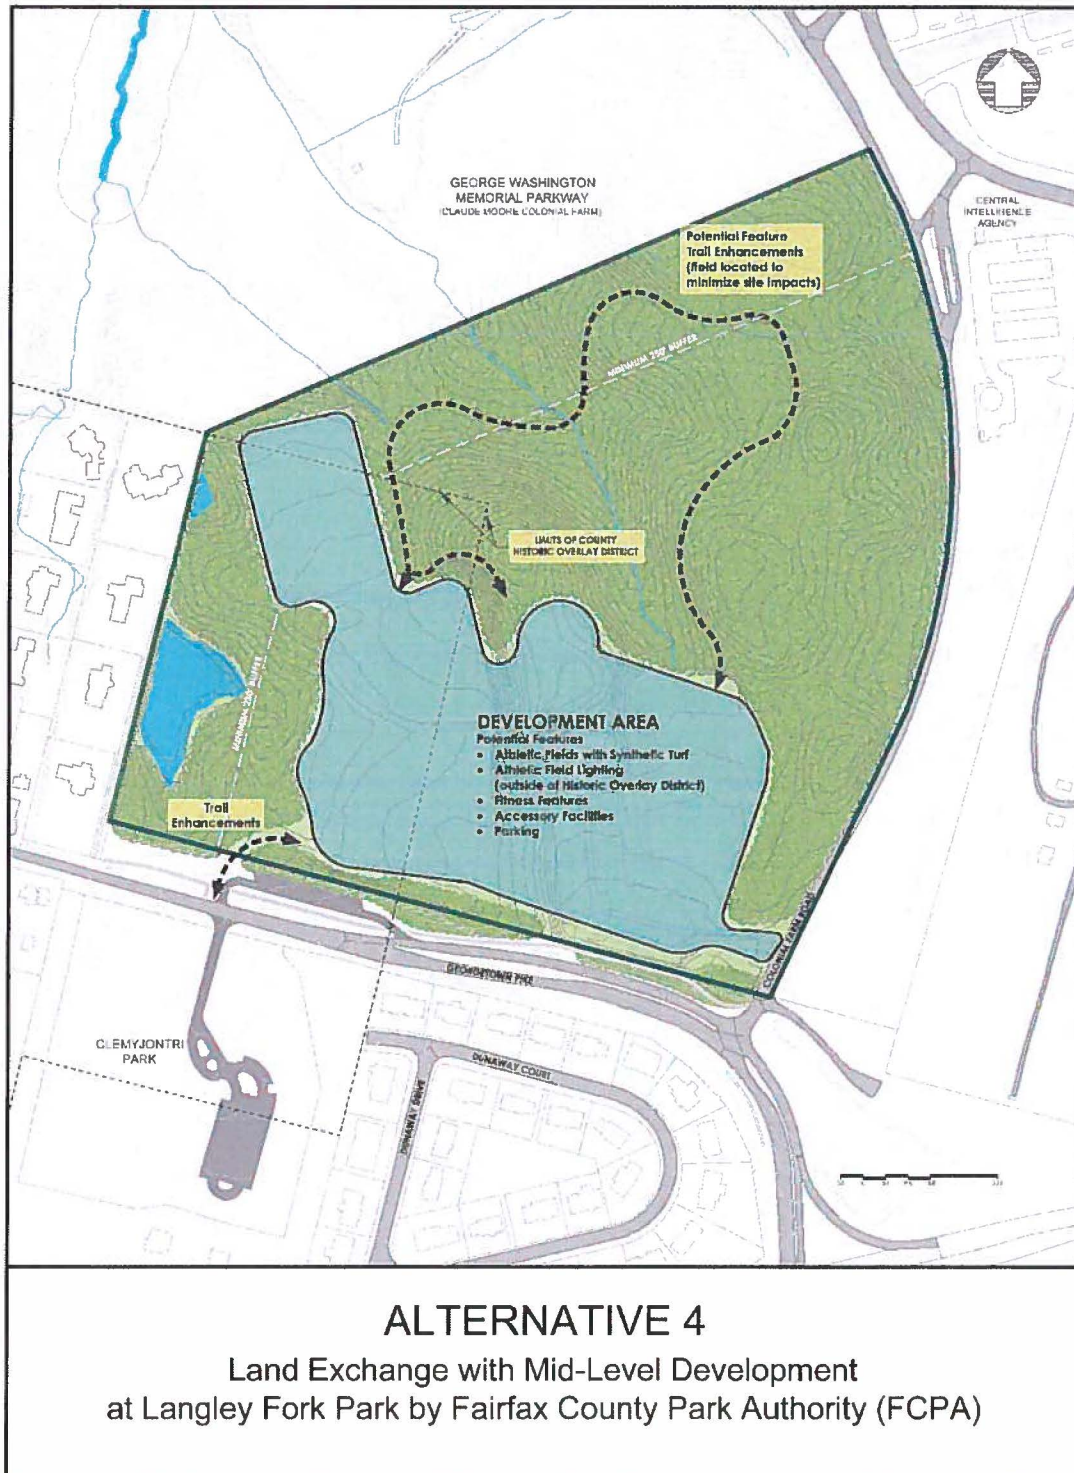 GEORGE WASHINGTON
MEMORIAL PARKWAY
(CLAUDE MOORE COLONIAL FARM)
CENTRAL
INTELLIGENCE
AGENCY
Potential Feature
Trail Enhancements
(field located to
minimize site impacts)
MINIMUM 250' BUFFER
LIMITS OF COUNTY
HISTORIC OVERLAY DISTRICT
MINIMUM 250' BUFFER
DEVELOPMENT AREA
Potential Features
• Athletic Fields with Synthetic Turf
• Athletic Field Lighting
(outside of Historic Overlay District)
• Fitness Features
• Accessory Facilities
• Parking
Trail
Enhancements
COLONIAL FARM ROAD
GEORGETOWN PIKE
CLEMYJONTRI
PARK
DUNAWAY COURT
DUNAWAY DRIVE
ALTERNATIVE 4
Land Exchange with Mid-Level Development
at Langley Fork Park by Fairfax County Park Authority (FCPA)